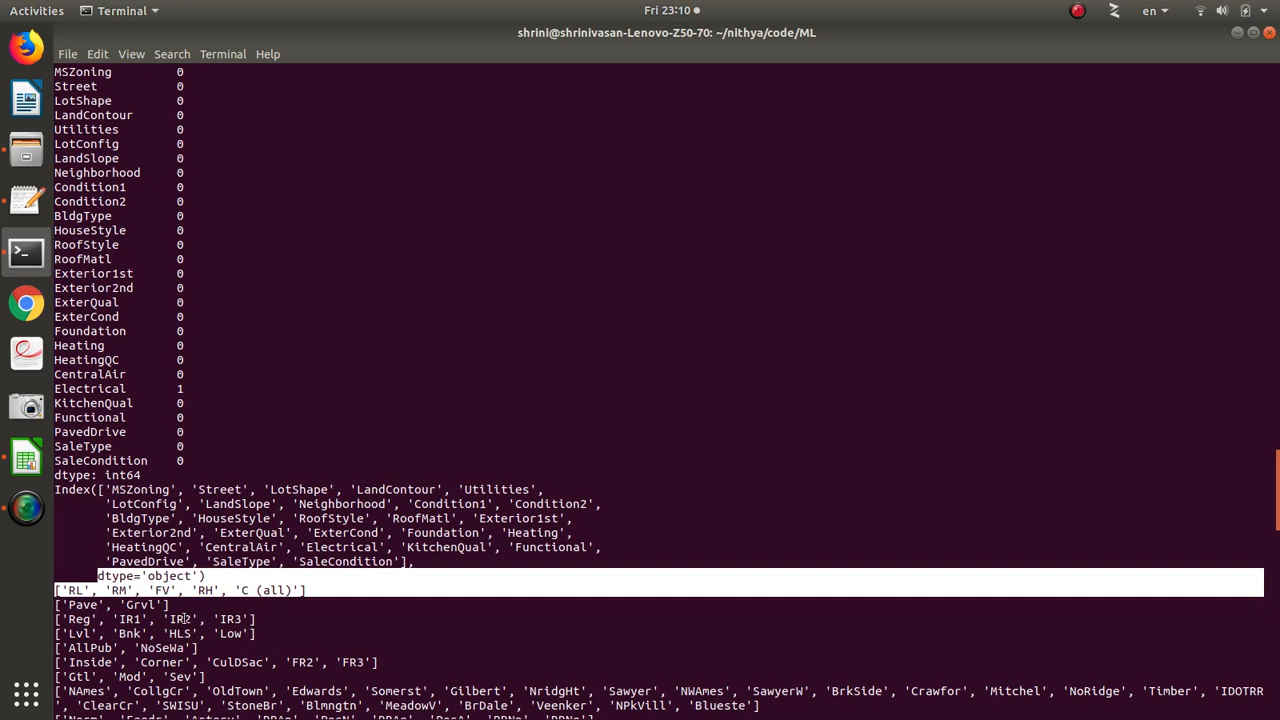 Activities Terminal Fri 23:10 en
shrini@shrinivasan-Lenovo-Z50-70: ~/nithya/code/ML
File Edit View Search Terminal Help
MSZoning 0
Street 0
LotShape 0
LandContour 0
Utilities 0
LotConfig 0
LandSlope 0
Neighborhood 0
Condition1 0
Condition2 0
BldgType 0
HouseStyle 0
RoofStyle 0
RoofMatl 0
Exterior1st 0
Exterior2nd 0
ExterQual 0
ExterCond 0
Foundation 0
Heating 0
HeatingQC 0
CentralAir 0
Electrical 1
KitchenQual 0
Functional 0
PavedDrive 0
SaleType 0
SaleCondition 0
dtype: int64
Index(['MSZoning', 'Street', 'LotShape', 'LandContour', 'Utilities',
'LotConfig', 'LandSlope', 'Neighborhood', 'Condition1', 'Condition2',
'BldgType', 'HouseStyle', 'RoofStyle', 'RoofMatl', 'Exterior1st',
'Exterior2nd', 'ExterQual', 'ExterCond', 'Foundation', 'Heating',
'HeatingQC', 'CentralAir', 'Electrical', 'KitchenQual', 'Functional',
'PavedDrive', 'SaleType', 'SaleCondition'],
dtype='object')
['RL', 'RM', 'FV', 'RH', 'C (all)']
['Pave', 'Grvl']
['Reg', 'IR1', 'IR2', 'IR3']
['Lvl', 'Bnk', 'HLS', 'Low']
['AllPub', 'NoSeWa']
['Inside', 'Corner', 'CulDSac', 'FR2', 'FR3']
['Gtl', 'Mod', 'Sev']
['NAmes', 'CollgCr', 'OldTown', 'Edwards', 'Somerst', 'Gilbert', 'NridgHt', 'Sawyer', 'NWAmes', 'SawyerW', 'BrkSide', 'Crawfor', 'Mitchel', 'NoRidge', 'Timber', 'IDOTRR
', 'ClearCr', 'SWISU', 'StoneBr', 'Blmngtn', 'MeadowV', 'BrDale', 'Veenker', 'NPkVill', 'Blueste']